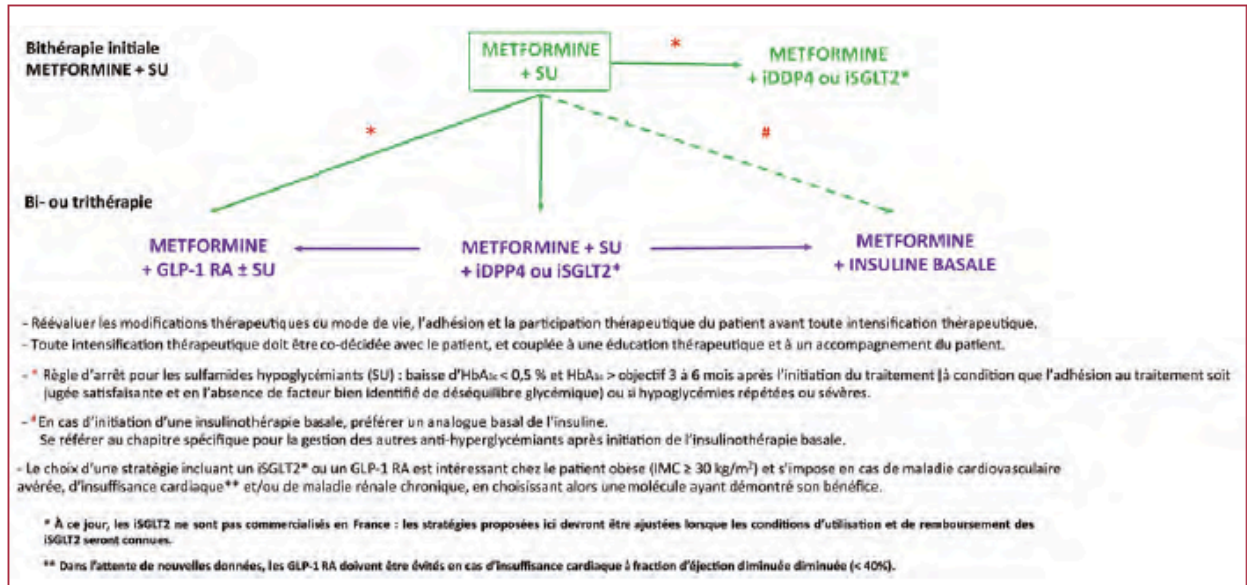 Bithérapie initiale
METFORMINE + SU
METFORMINE
+ SU
*
METFORMINE
+ iDDP4 ou iSGLT2*
*
#
Bi- ou trithérapie
METFORMINE
+ GLP-1 RA ± SU
METFORMINE + SU
+ iDPP4 ou iSGLT2*
METFORMINE
+ INSULINE BASALE
- Réévaluer les modifications thérapeutiques du mode de vie, l'adhésion et la participation thérapeutique du patient avant toute intensification thérapeutique.
- Toute intensification thérapeutique doit être co-décidée avec le patient, et couplée à une éducation thérapeutique et à un accompagnement du patient.
- * Règle d'arrêt pour les sulfamides hypoglycémiants (SU) : baisse d'HbA1c < 0,5 % et HbA1c > objectif 3 à 6 mois après l'initiation du traitement (à condition que l'adhésion au traitement soit
jugée satisfaisante et en l'absence de facteur bien identifié de déséquilibre glycémique) ou si hypoglycémies répétées ou sévères.
- # En cas d'initiation d'une insulinothérapie basale, préférer un analogue basal de l'insuline.
Se référer au chapitre spécifique pour la gestion des autres anti-hyperglycémiants après initiation de l'insulinothérapie basale.
- Le choix d'une stratégie incluant un iSGLT2* ou un GLP-1 RA est intéressant chez le patient obèse (IMC ≥ 30 kg/m²) et s'impose en cas de maladie cardiovasculaire
avérée, d'insuffisance cardiaque** et/ou de maladie rénale chronique, en choisissant alors une molécule ayant démontré son bénéfice.
* À ce jour, les iSGLT2 ne sont pas commercialisés en France : les stratégies proposées ici devront être ajustées lorsque les conditions d'utilisation et de remboursement des
iSGLT2 seront connues.
** Dans l'attente de nouvelles données, les GLP-1 RA doivent être évités en cas d'insuffisance cardiaque à fraction d'éjection diminuée diminuée (< 40%).